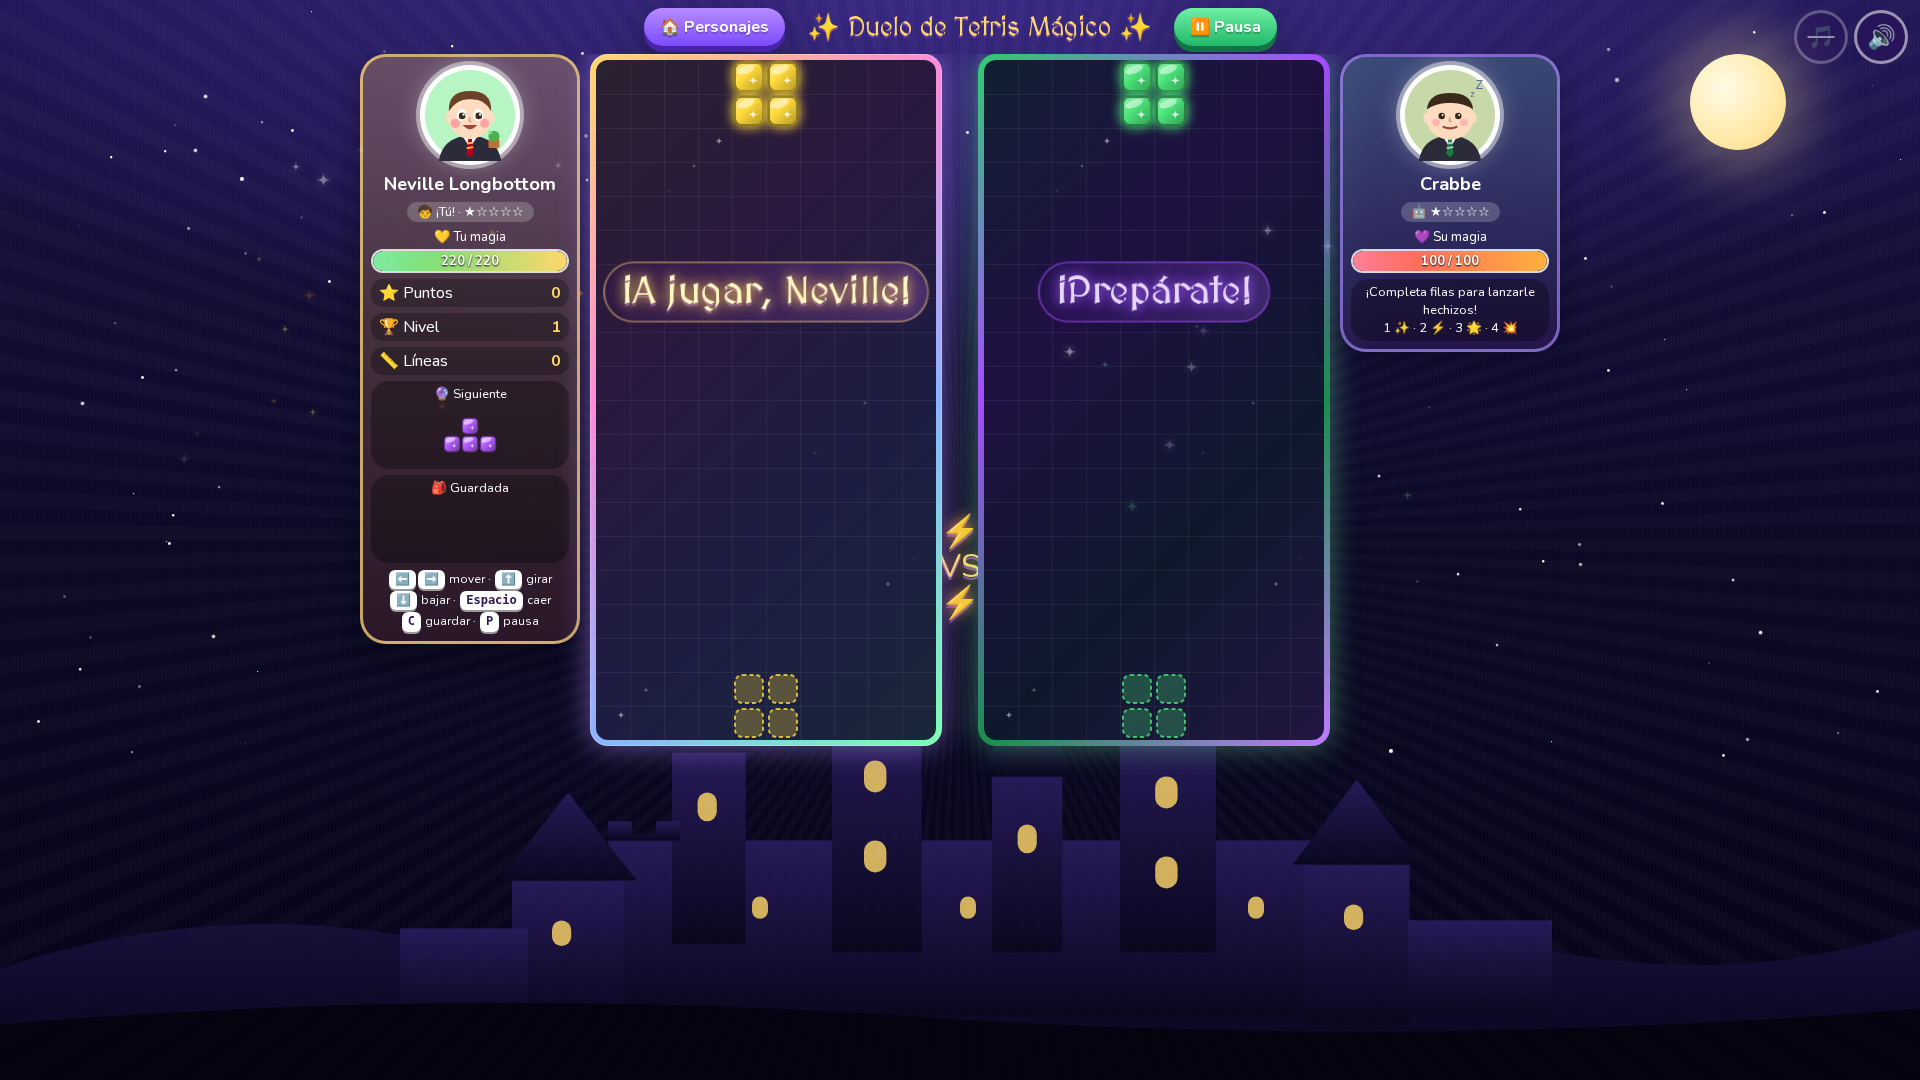 🏠 Personajes
✨ Duelo de Tetris Mágico ✨
⏸️ Pausa
Neville Longbottom
🧒 ¡Tú! · ★☆☆☆☆
💛 Tu magia
220 / 220
⭐ Puntos 0
🏆 Nivel 1
📏 Líneas 0
🔮 Siguiente
🎒 Guardada
⬅️ ➡️ mover · ⬆️ girar
⬇️ bajar · Espacio caer
C guardar · P pausa
¡A jugar, Neville!
⚡
VS
⚡
¡Prepárate!
z Z
Crabbe
🤖 ★☆☆☆☆
💜 Su magia
100 / 100
¡Completa filas para lanzarle
hechizos!
1 ✨ · 2 ⚡ · 3 🌟 · 4 💥